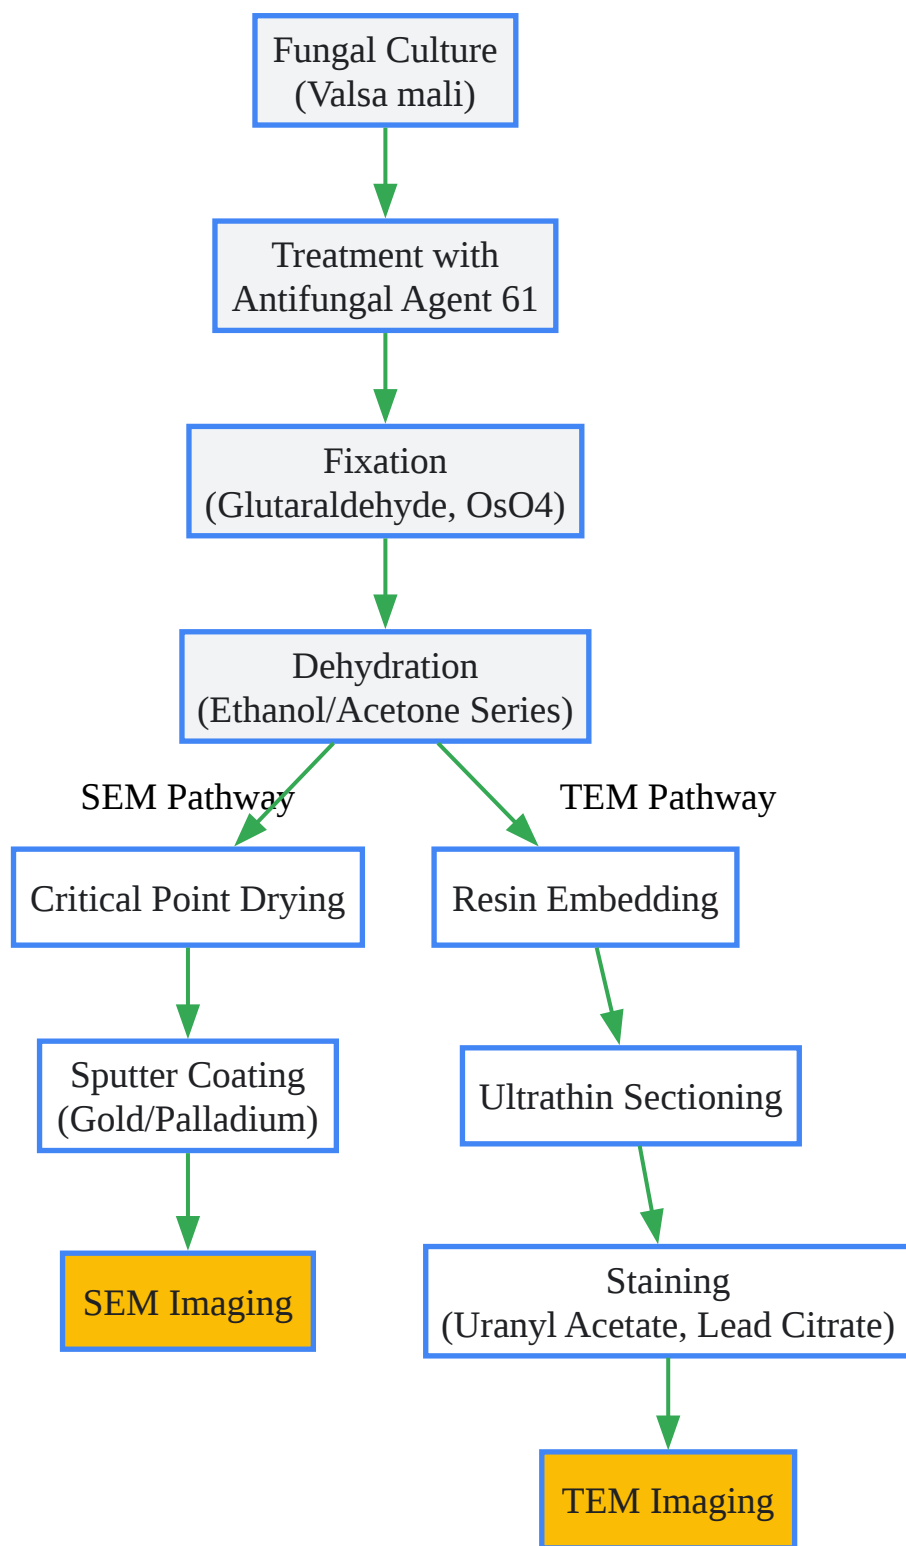 Fungal Culture
(Valsa mali)
Treatment with
Antifungal Agent 61
Fixation
(Glutaraldehyde, OsO4)
Dehydration
(Ethanol/Acetone Series)
SEM Pathway
TEM Pathway
Critical Point Drying
Resin Embedding
Sputter Coating
(Gold/Palladium)
Ultrathin Sectioning
SEM Imaging
Staining
(Uranyl Acetate, Lead Citrate)
TEM Imaging